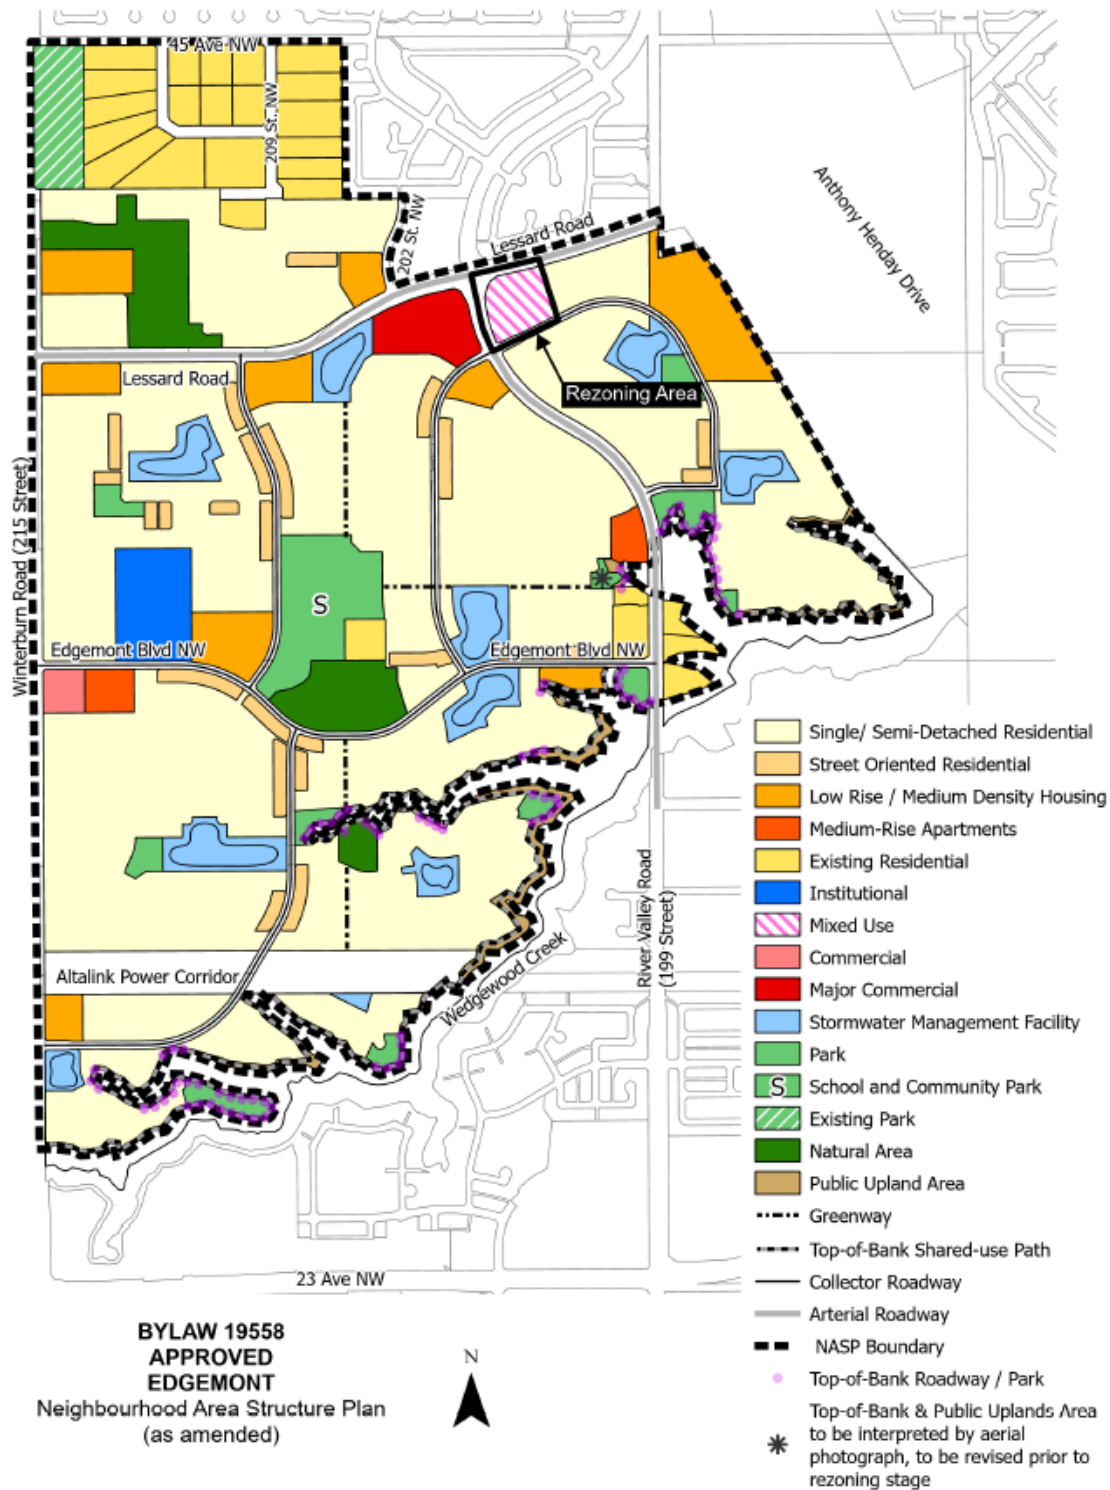 45 Ave NW
209 St. NW
202 St. NW
Lessard Road
Anthony Henday Drive
Rezoning Area
Lessard Road
Winterburn Road (215 Street)
S
Edgemont Blvd NW
Edgemont Blvd NW
Altalink Power Corridor
Wedgewood Creek
River Valley Road
(199 Street)
23 Ave NW
Single/ Semi-Detached Residential
Street Oriented Residential
Low Rise / Medium Density Housing
Medium-Rise Apartments
Existing Residential
Institutional
Mixed Use
Commercial
Major Commercial
Stormwater Management Facility
Park
S School and Community Park
Existing Park
Natural Area
Public Upland Area
Greenway
Top-of-Bank Shared-use Path
Collector Roadway
Arterial Roadway
NASP Boundary
Top-of-Bank Roadway / Park
Top-of-Bank & Public Uplands Area
to be interpreted by aerial
photograph, to be revised prior to
rezoning stage
BYLAW 19558
APPROVED
EDGEMONT
Neighbourhood Area Structure Plan
(as amended)
N